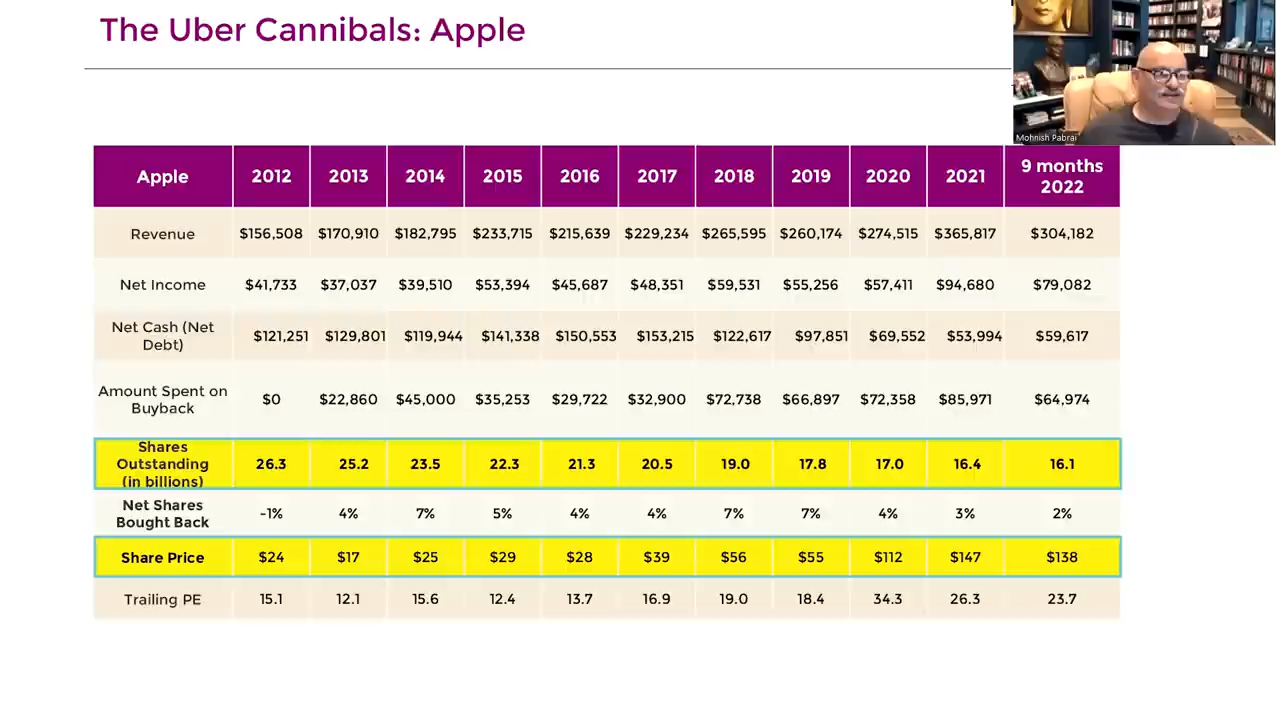 The Uber Cannibals: Apple
Mohnish Pabrai
Apple 2012 2013 2014 2015 2016 2017 2018 2019 2020 2021 9 months 2022
Revenue $156,508 $170,910 $182,795 $233,715 $215,639 $229,234 $265,595 $260,174 $274,515 $365,817 $304,182
Net Income $41,733 $37,037 $39,510 $53,394 $45,687 $48,351 $59,531 $55,256 $57,411 $94,680 $79,082
Net Cash (Net Debt) $121,251 $129,801 $119,944 $141,338 $150,553 $153,215 $122,617 $97,851 $69,552 $53,994 $59,617
Amount Spent on Buyback $0 $22,860 $45,000 $35,253 $29,722 $32,900 $72,738 $66,897 $72,358 $85,971 $64,974
Shares Outstanding (in billions) 26.3 25.2 23.5 22.3 21.3 20.5 19.0 17.8 17.0 16.4 16.1
Net Shares Bought Back -1% 4% 7% 5% 4% 4% 7% 7% 4% 3% 2%
Share Price $24 $17 $25 $29 $28 $39 $56 $55 $112 $147 $138
Trailing PE 15.1 12.1 15.6 12.4 13.7 16.9 19.0 18.4 34.3 26.3 23.7